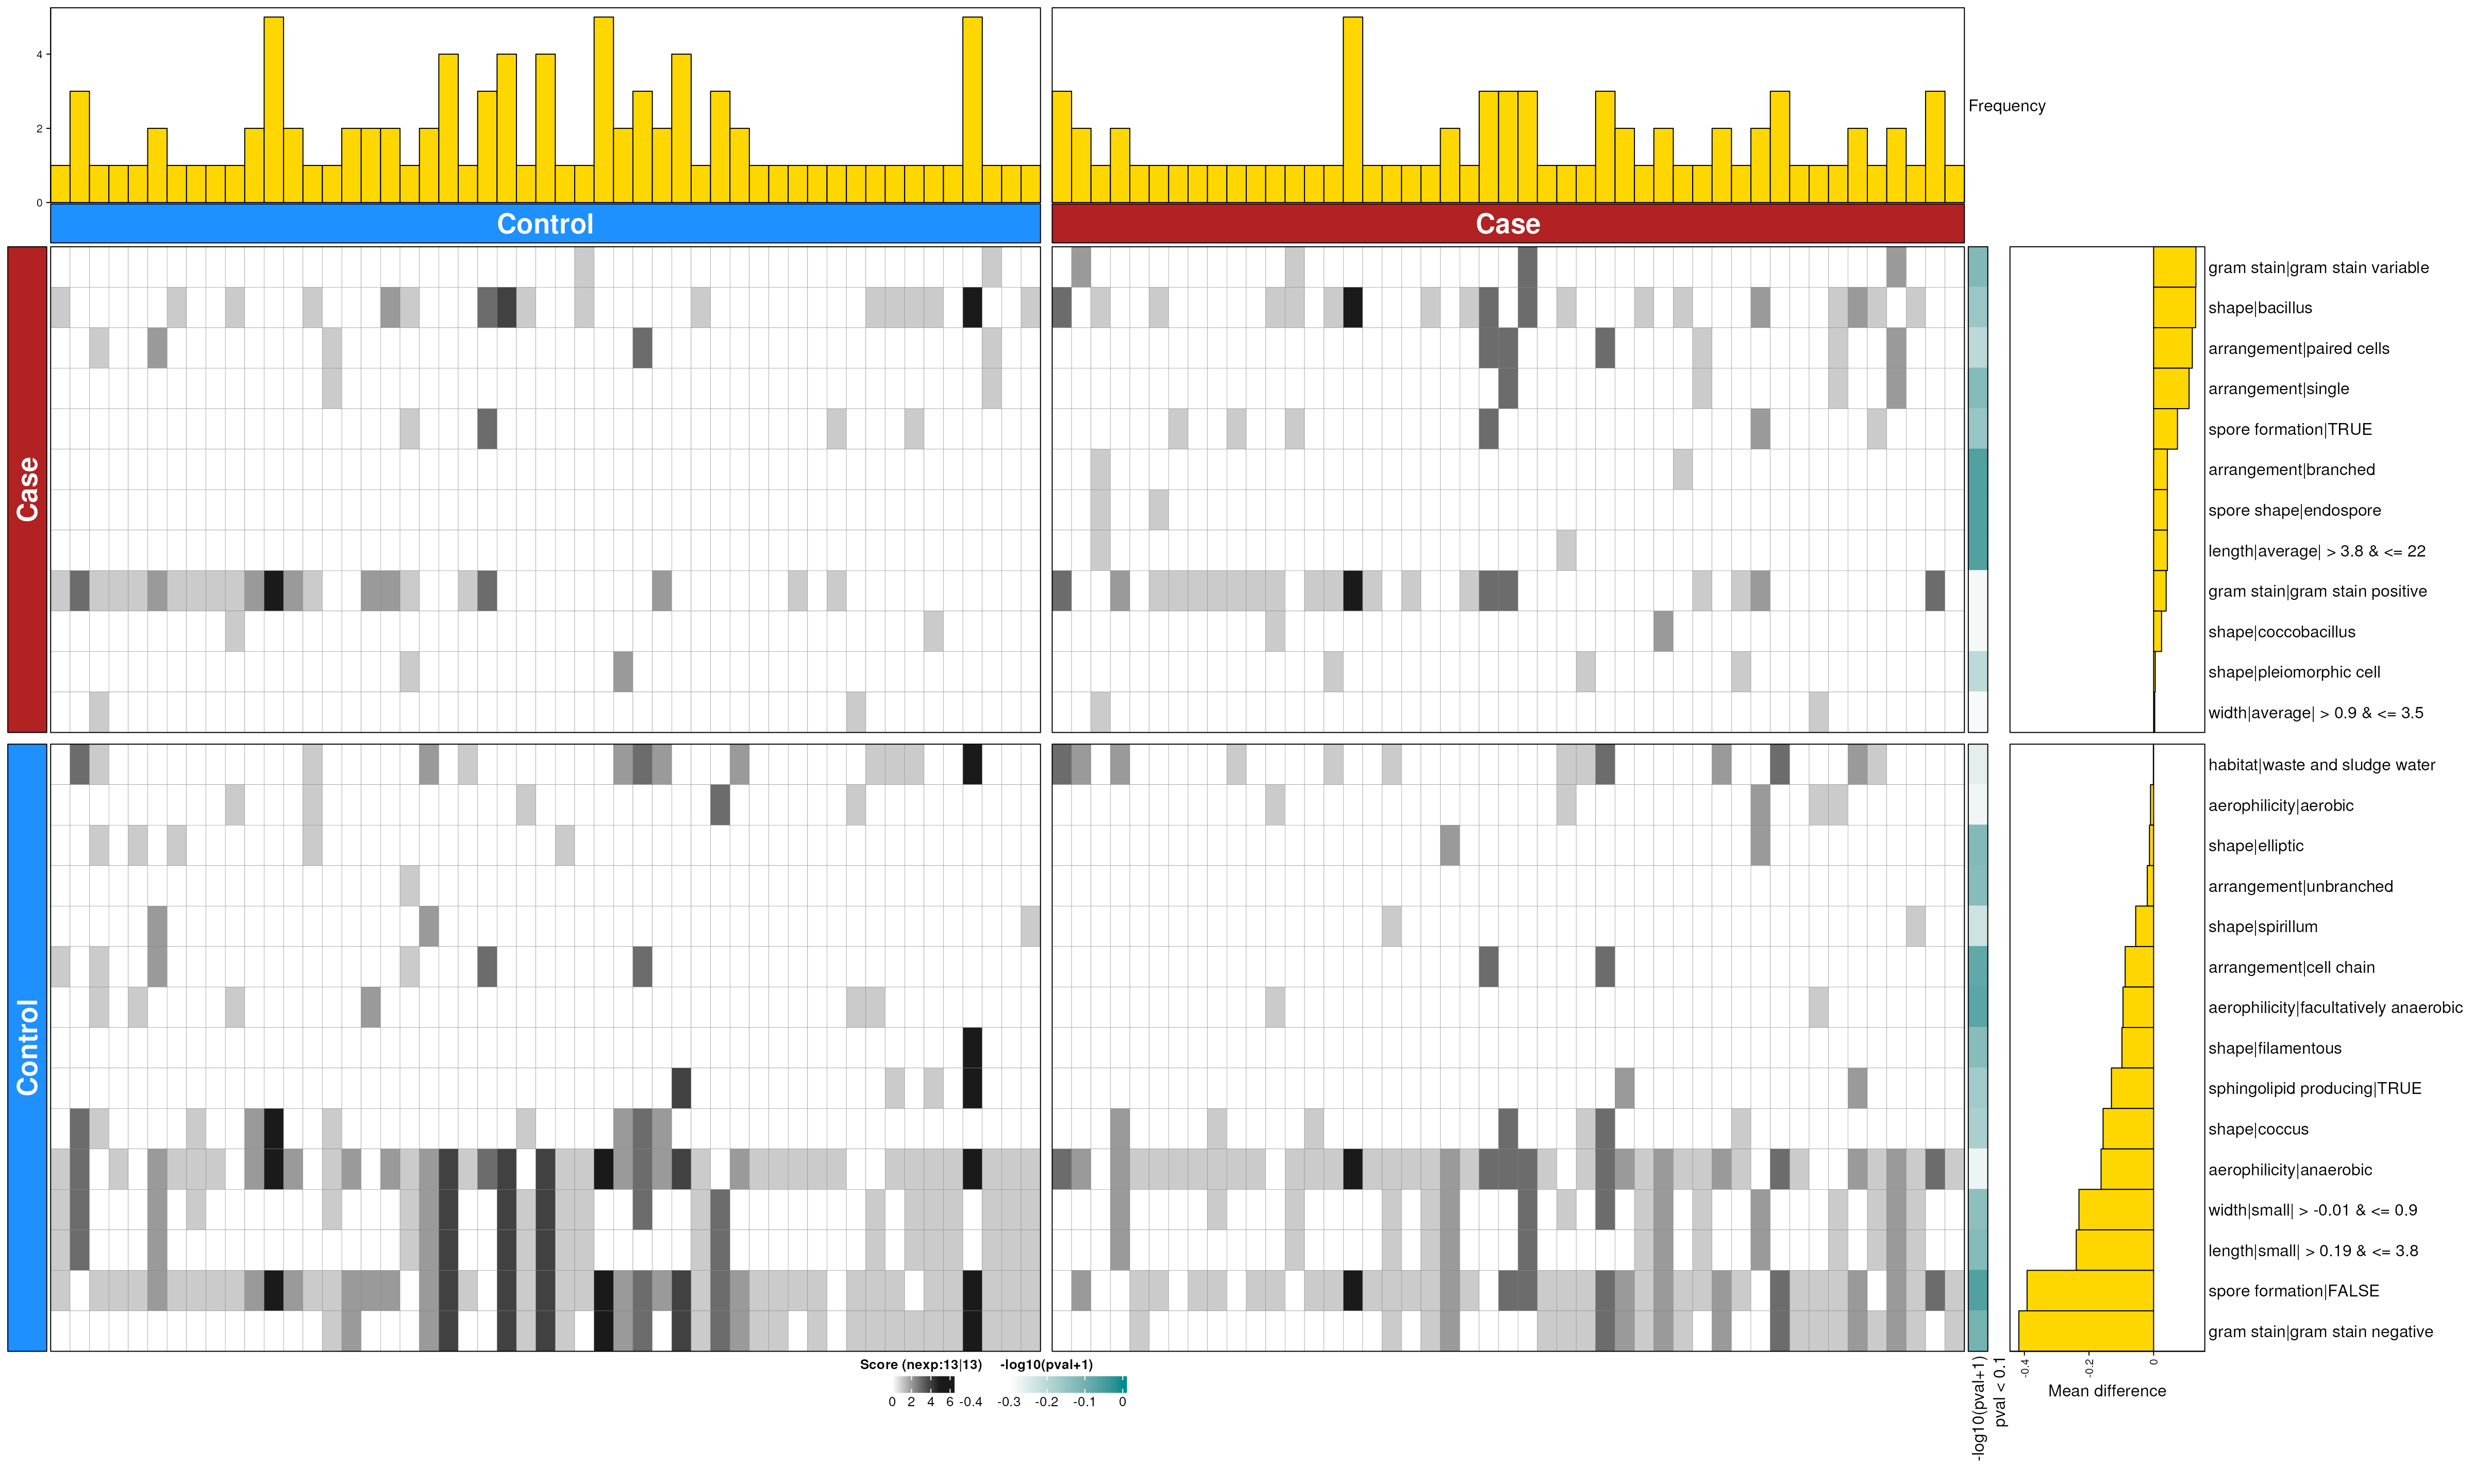 4
2
0
Frequency
Control
Case
Case
gram stain|gram stain variable
shape|bacillus
arrangement|paired cells
arrangement|single
spore formation|TRUE
arrangement|branched
spore shape|endospore
length|average| > 3.8 & <= 22
gram stain|gram stain positive
shape|coccobacillus
shape|pleiomorphic cell
width|average| > 0.9 & <= 3.5
Control
habitat|waste and sludge water
aerophilicity|aerobic
shape|elliptic
arrangement|unbranched
shape|spirillum
arrangement|cell chain
aerophilicity|facultatively anaerobic
shape|filamentous
sphingolipid producing|TRUE
shape|coccus
aerophilicity|anaerobic
width|small| > -0.01 & <= 0.9
length|small| > 0.19 & <= 3.8
spore formation|FALSE
gram stain|gram stain negative
-0.4 -0.2 0
Mean difference
-log10(pval+1)
pval < 0.1
Score (nexp:13|13) -log10(pval+1)
0 2 4 6 -0.4 -0.3 -0.2 -0.1 0